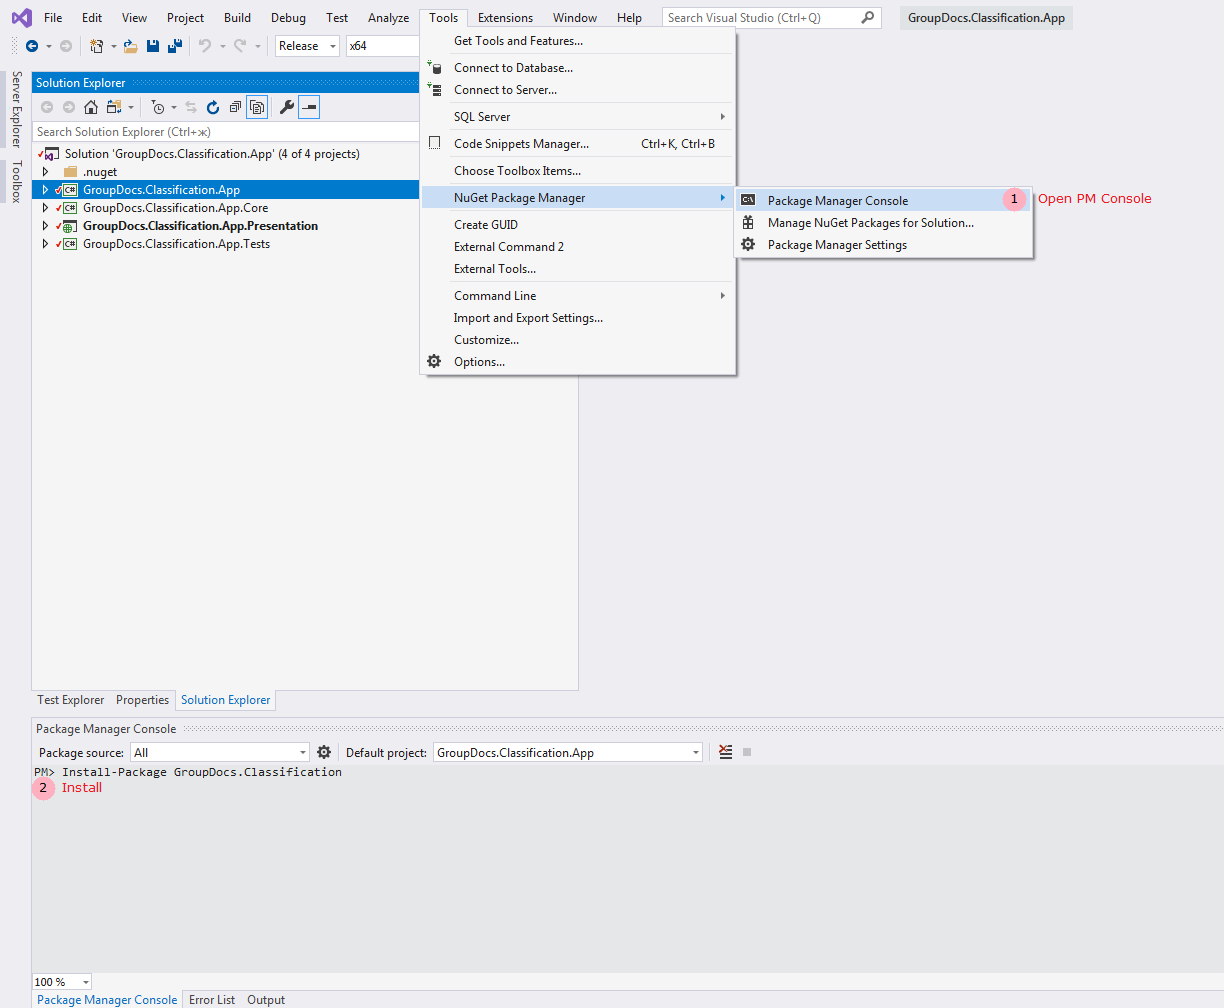 File Edit View Project Build Debug Test Analyze Tools Extensions Window Help Search Visual Studio (Ctrl+Q) GroupDocs.Classification.App
Release x64
Get Tools and Features...
Connect to Database...
Connect to Server...
SQL Server
Code Snippets Manager... Ctrl+K, Ctrl+B
Choose Toolbox Items...
NuGet Package Manager
Create GUID
External Command 2
External Tools...
Command Line
Import and Export Settings...
Customize...
Options...
Package Manager Console 1 Open PM Console
Manage NuGet Packages for Solution...
Package Manager Settings
Server Explorer
Toolbox
Solution Explorer
Search Solution Explorer (Ctrl+ж)
Solution 'GroupDocs.Classification.App' (4 of 4 projects)
.nuget
C# GroupDocs.Classification.App
C# GroupDocs.Classification.App.Core
GroupDocs.Classification.App.Presentation
C# GroupDocs.Classification.App.Tests
Test Explorer Properties Solution Explorer
Package Manager Console
Package source: All Default project: GroupDocs.Classification.App
PM> Install-Package GroupDocs.Classification
2 Install
100 %
Package Manager Console Error List Output